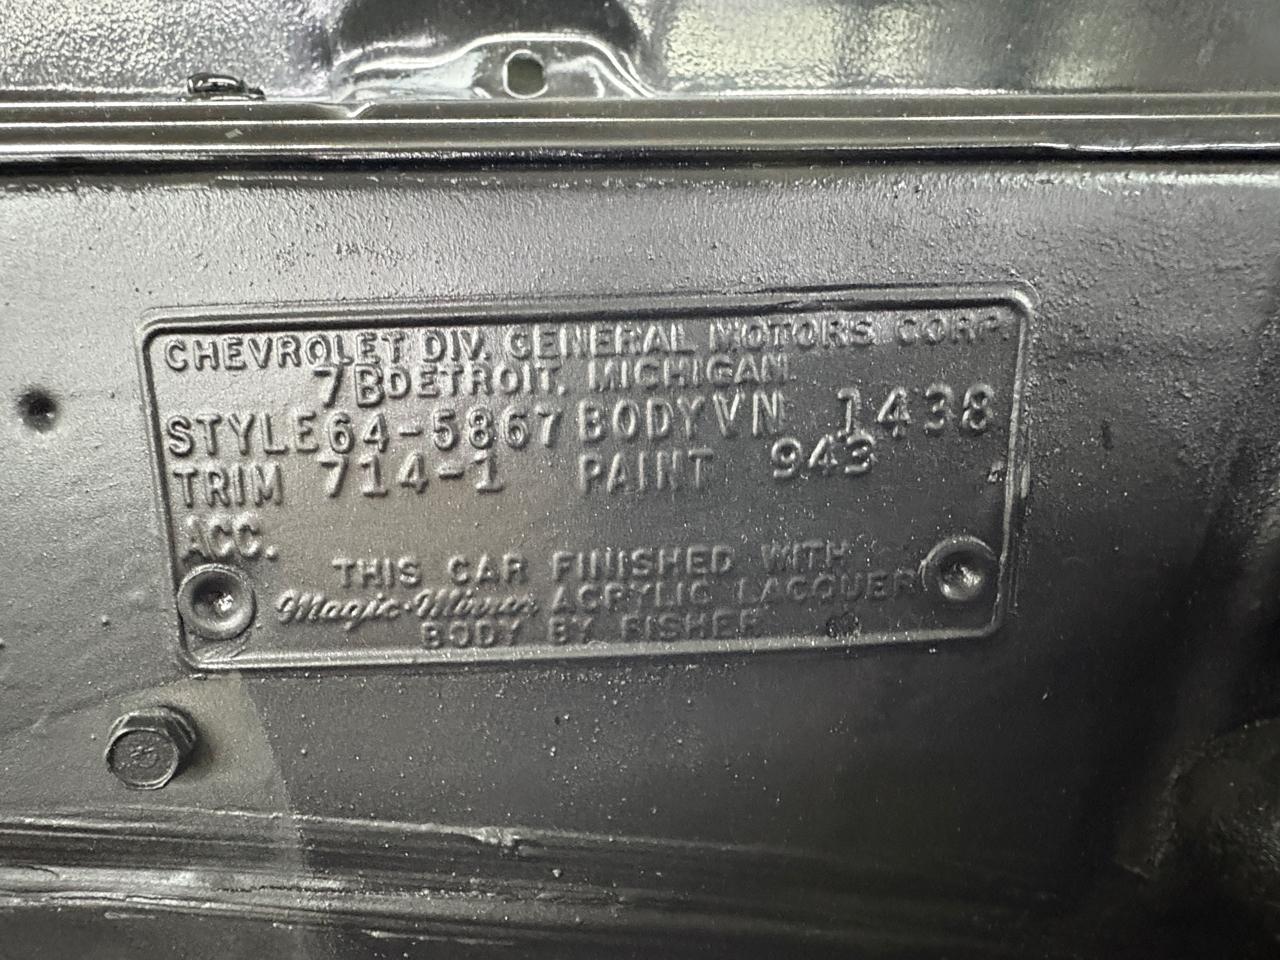 CHEVROLET DIV. GENERAL MOTORS CORP.
7B DETROIT, MICHIGAN
STYLE 64-5867 BODY VN 1438
TRIM 714-1 PAINT 943
ACC.
THIS CAR FINISHED WITH
Magic-Mirror ACRYLIC LACQUER
BODY BY FISHER